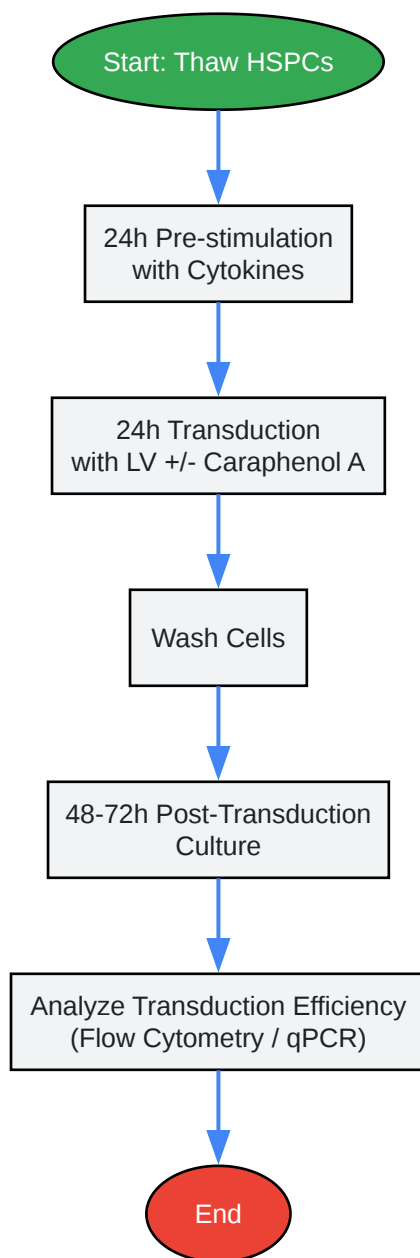 Start: Thaw HSPCs
24h Pre-stimulation
with Cytokines
24h Transduction
with LV +/- Caraphenol A
Wash Cells
48-72h Post-Transduction
Culture
Analyze Transduction Efficiency
(Flow Cytometry / qPCR)
End